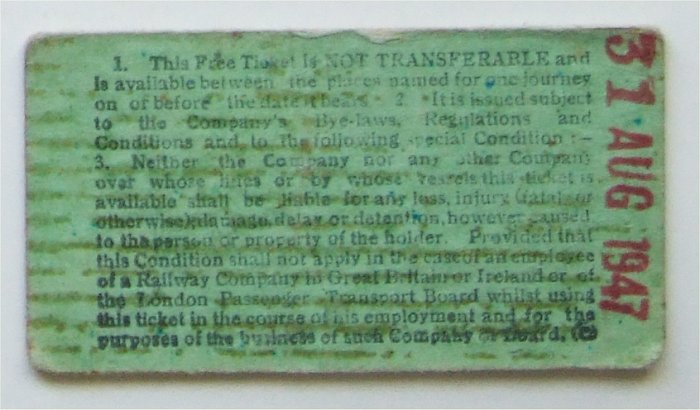 1. This Free Ticket is NOT TRANSFERABLE and
is available between the places named for one journey
on or before the date it bears. 2. It is issued subject
to the Company's Bye-laws, Regulations and
Conditions and to the following special Condition :—
3. Neither the Company nor any other Company
over whose lines or by whose vessels this ticket is
available shall be liable for any loss, injury (fatal or
otherwise), damage, delay or detention, however caused
to the person or property of the holder. Provided that
this Condition shall not apply in the case of an employee
of a Railway Company in Great Britain or Ireland or of
the London Passenger Transport Board whilst using
this ticket in the course of his employment and for the
purposes of the business of such Company or Board. (C)
31 AUG 1947